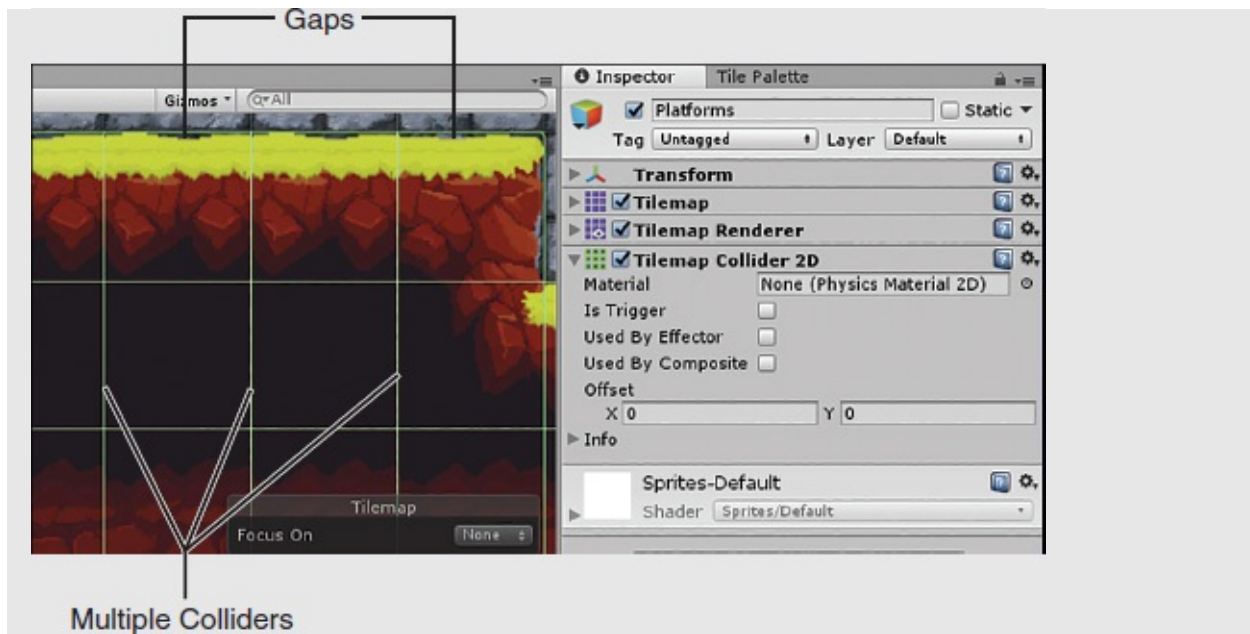 Gaps
Inspector Tile Palette
Gizmos All
Platforms Static
Tag Untagged Layer Default
Transform
Tilemap
Tilemap Renderer
Tilemap Collider 2D
Material None (Physics Material 2D)
Is Trigger
Used By Effector
Used By Composite
Offset
X 0 Y 0
Info
Sprites-Default
Tilemap
Shader Sprites/Default
Focus On None
Multiple Colliders